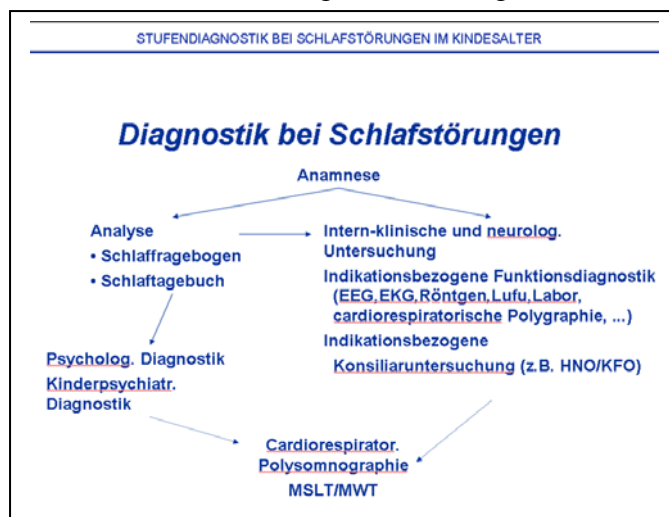 STUFENDIAGNOSTIK BEI SCHLAFSTÖRUNGEN IM KINDESALTER
Diagnostik bei Schlafstörungen
Anamnese
Analyse
• Schlaffragebogen
• Schlaftagebuch
Intern-klinische und neurolog.
Untersuchung
Indikationsbezogene Funktionsdiagnostik
(EEG,EKG,Röntgen,Lufu,Labor,
cardiorespiratorische Polygraphie, ...)
Indikationsbezogene
Konsiliaruntersuchung (z.B. HNO/KFO)
Psycholog. Diagnostik
Kinderpsychiatr.
Diagnostik
Cardiorespirator.
Polysomnographie
MSLT/MWT